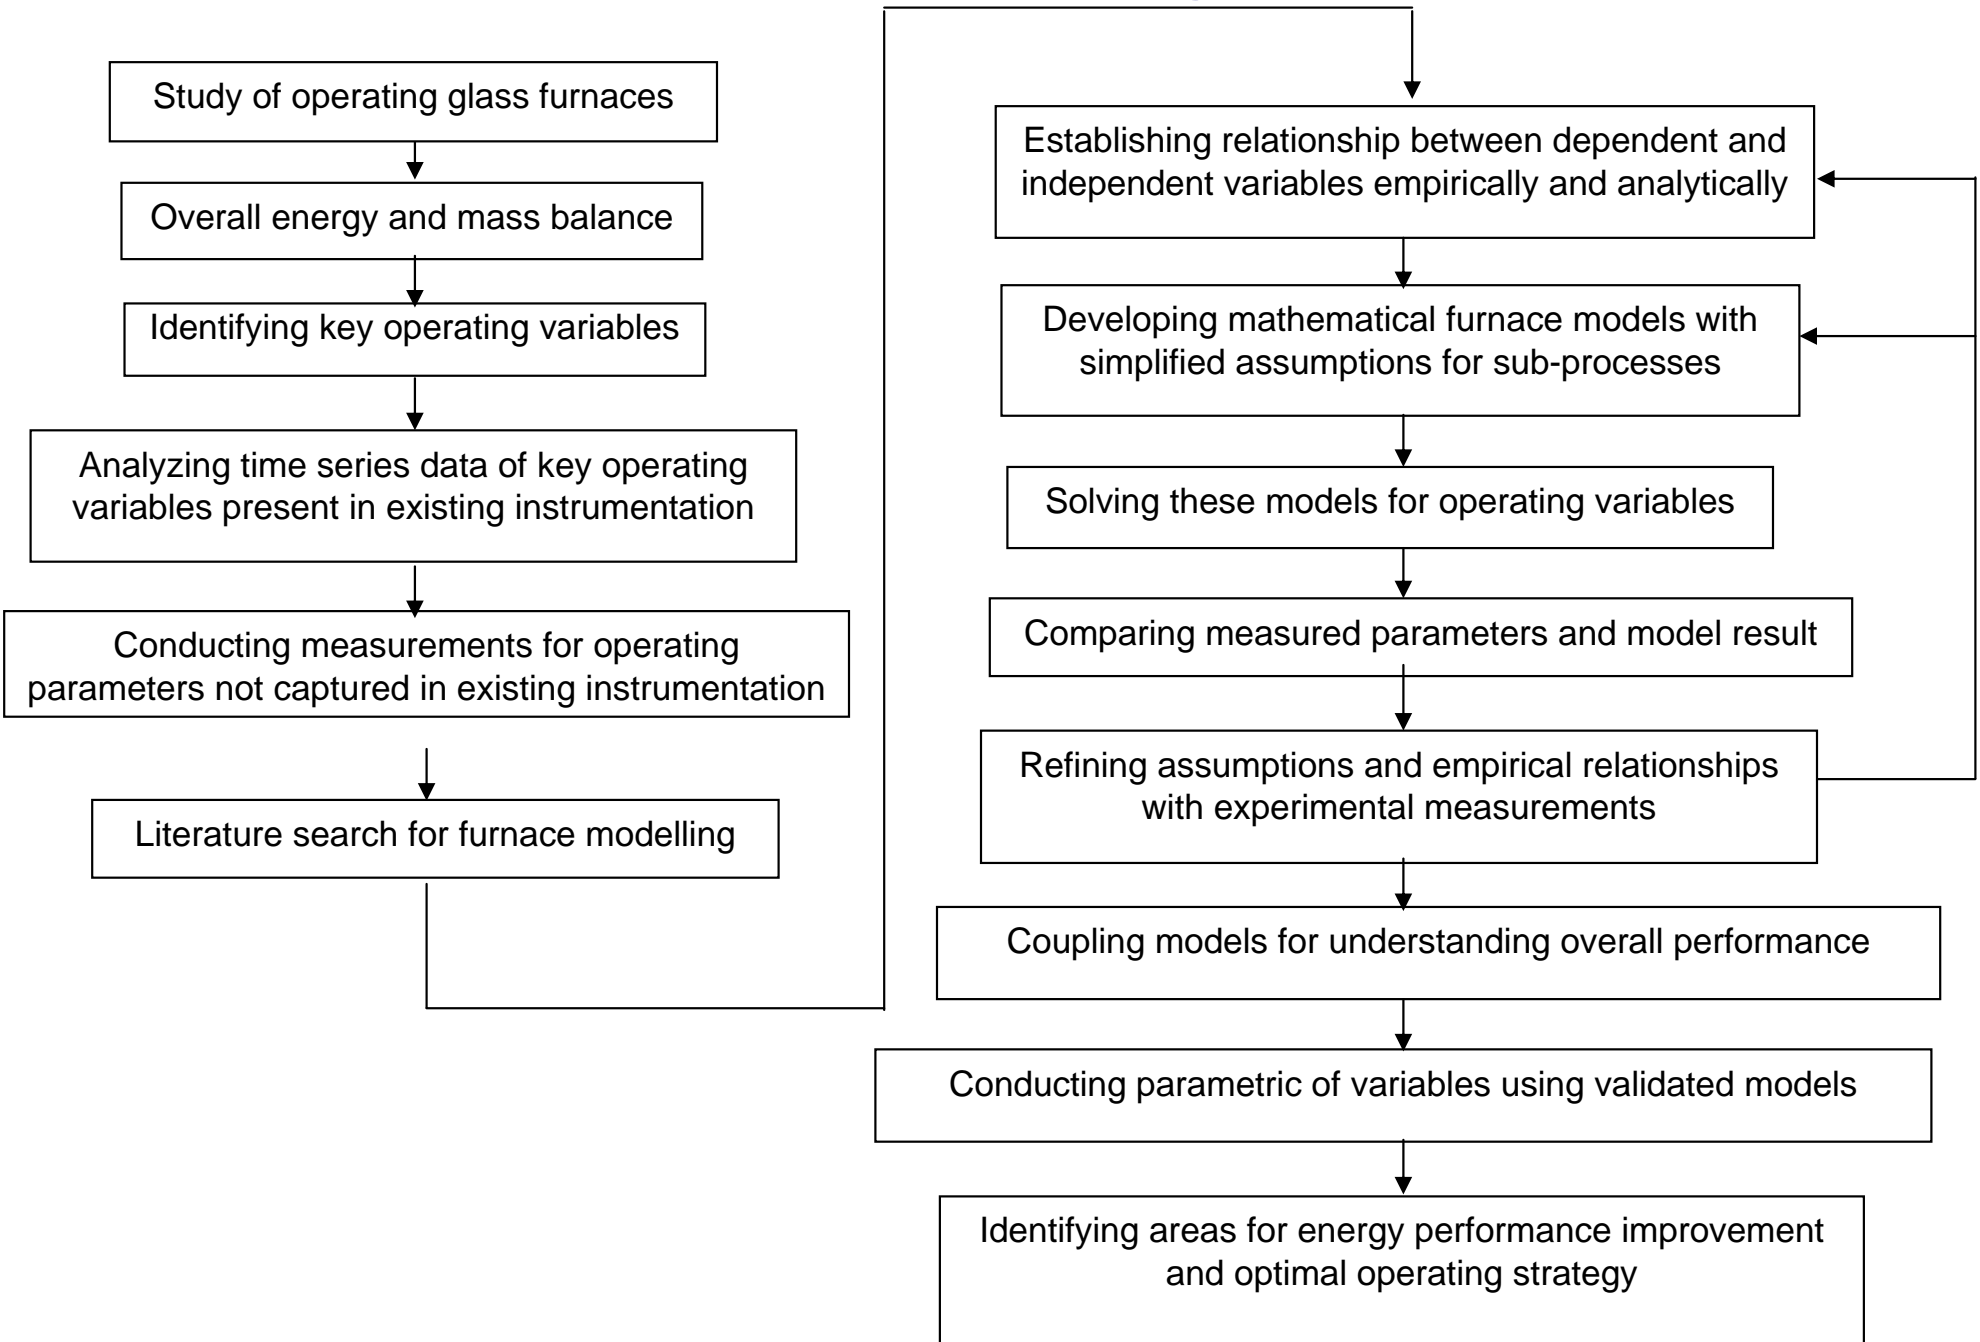 Study of operating glass furnaces
Overall energy and mass balance
Identifying key operating variables
Analyzing time series data of key operating
variables present in existing instrumentation
Conducting measurements for operating
parameters not captured in existing instrumentation
Literature search for furnace modelling
Establishing relationship between dependent and
independent variables empirically and analytically
Developing mathematical furnace models with
simplified assumptions for sub-processes
Solving these models for operating variables
Comparing measured parameters and model result
Refining assumptions and empirical relationships
with experimental measurements
Coupling models for understanding overall performance
Conducting parametric of variables using validated models
Identifying areas for energy performance improvement
and optimal operating strategy